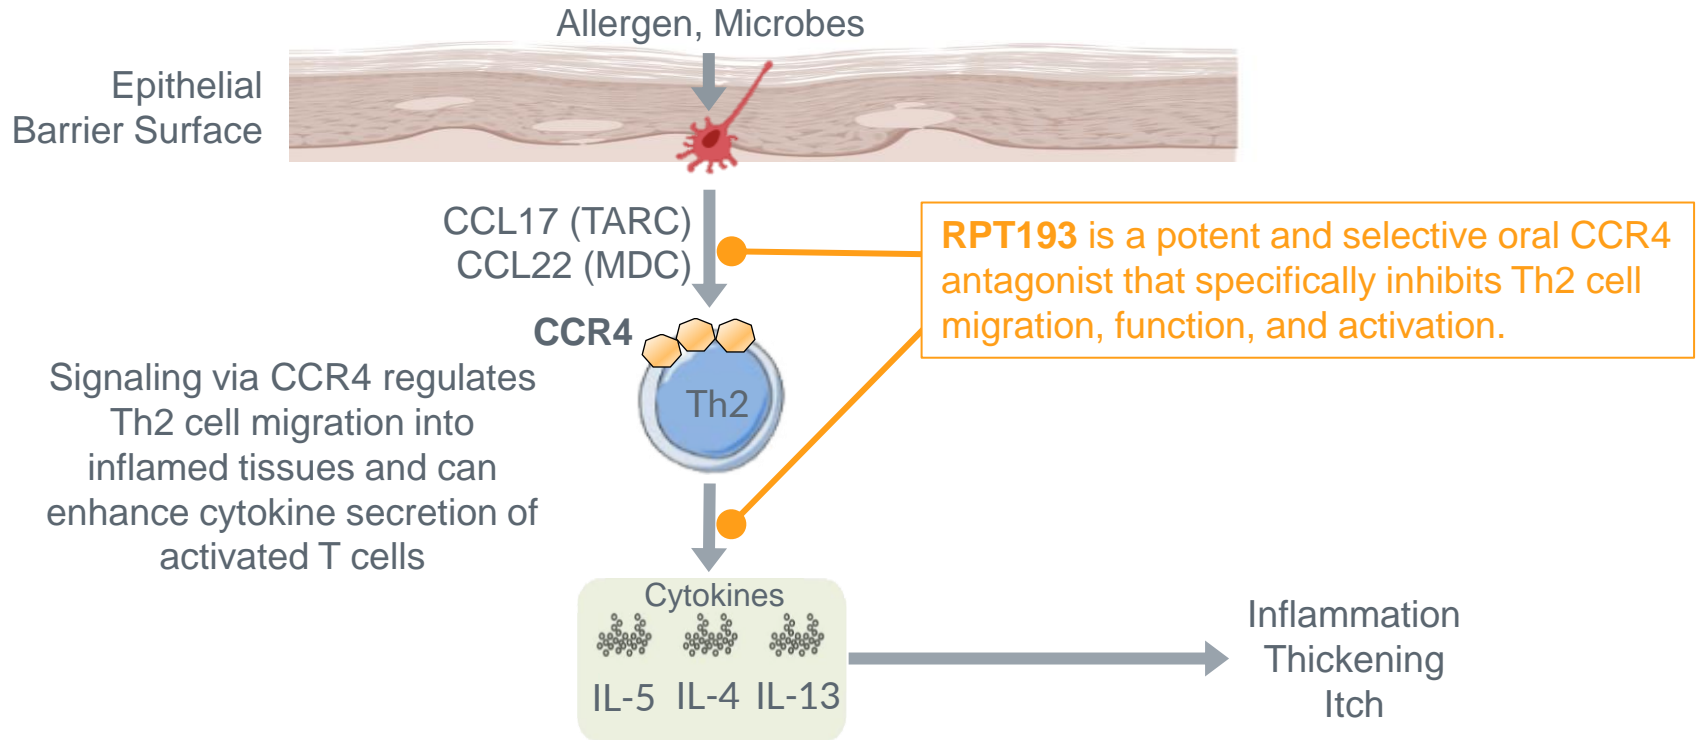 Allergen, Microbes
Epithelial
Barrier Surface
CCL17 (TARC)
CCL22 (MDC)
RPT193 is a potent and selective oral CCR4
antagonist that specifically inhibits Th2 cell
migration, function, and activation.
CCR4
Th2
Signaling via CCR4 regulates
Th2 cell migration into
inflamed tissues and can
enhance cytokine secretion of
activated T cells
Cytokines
IL-5 IL-4 IL-13
Inflammation
Thickening
Itch